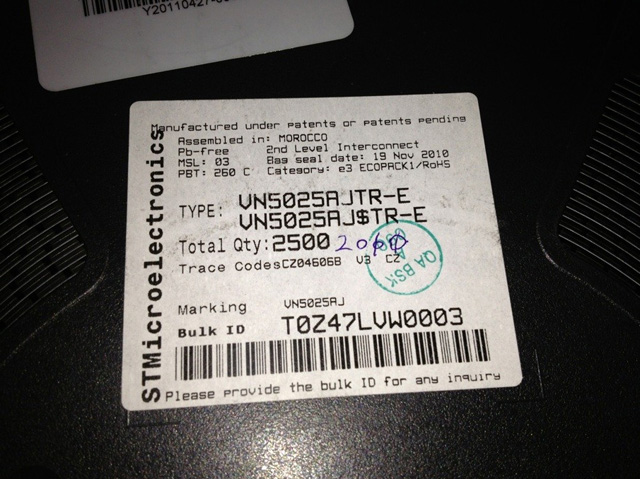 STMicroelectronics
Manufactured under patents or patents pending
Assembled in: MOROCCO
Pb-free 2nd Level Interconnect
MSL: 03 Bag seal date: 19 Nov 2010
PBT: 260 C Category: e3 ECOPACK1/RoHS
TYPE: VN5025AJTR-E
VN5025AJ$TR-E
Total Qty: 2500
Trace Codes CZ04606B V3 CZ
QA BSK
Marking VN5025AJ
Bulk ID T0Z47LVW0003
Please provide the bulk ID for any inquiry